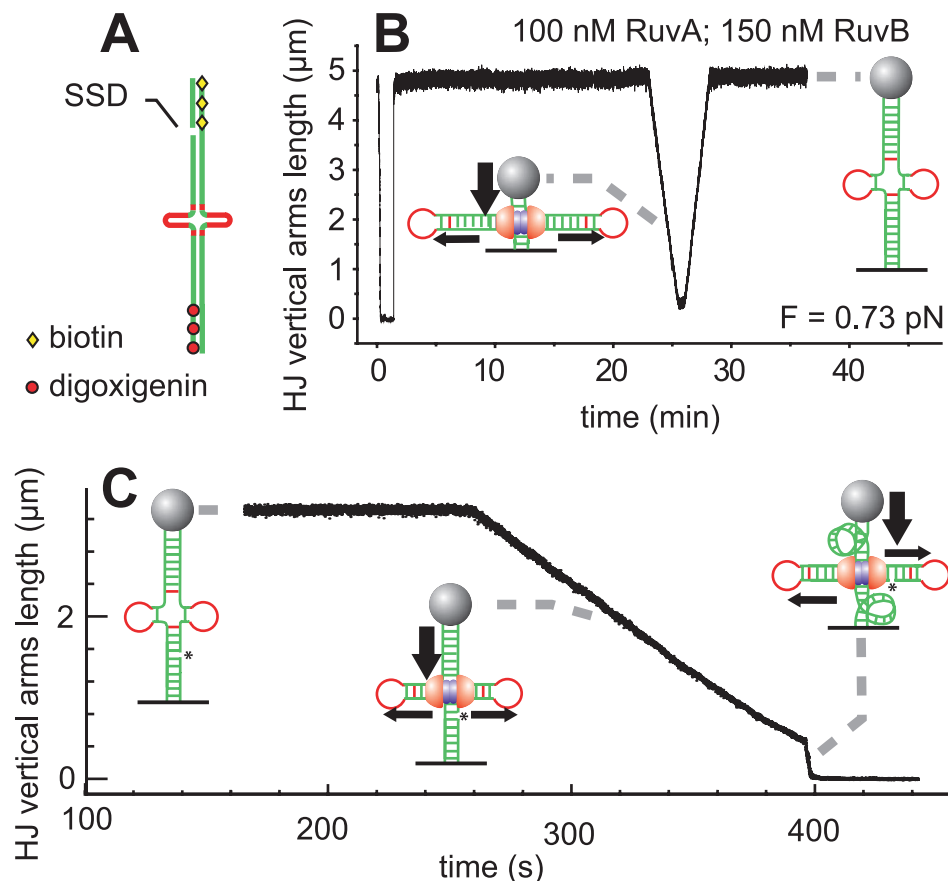 A
SSD
biotin
digoxigenin
B
100 nM RuvA; 150 nM RuvB
HJ vertical arms length (µm)
5
4
3
2
1
0
F = 0.73 pN
0
10
20
30
40
time (min)
C
HJ vertical arms length (µm)
2
0
*
*
*
100
200
300
400
time (s)